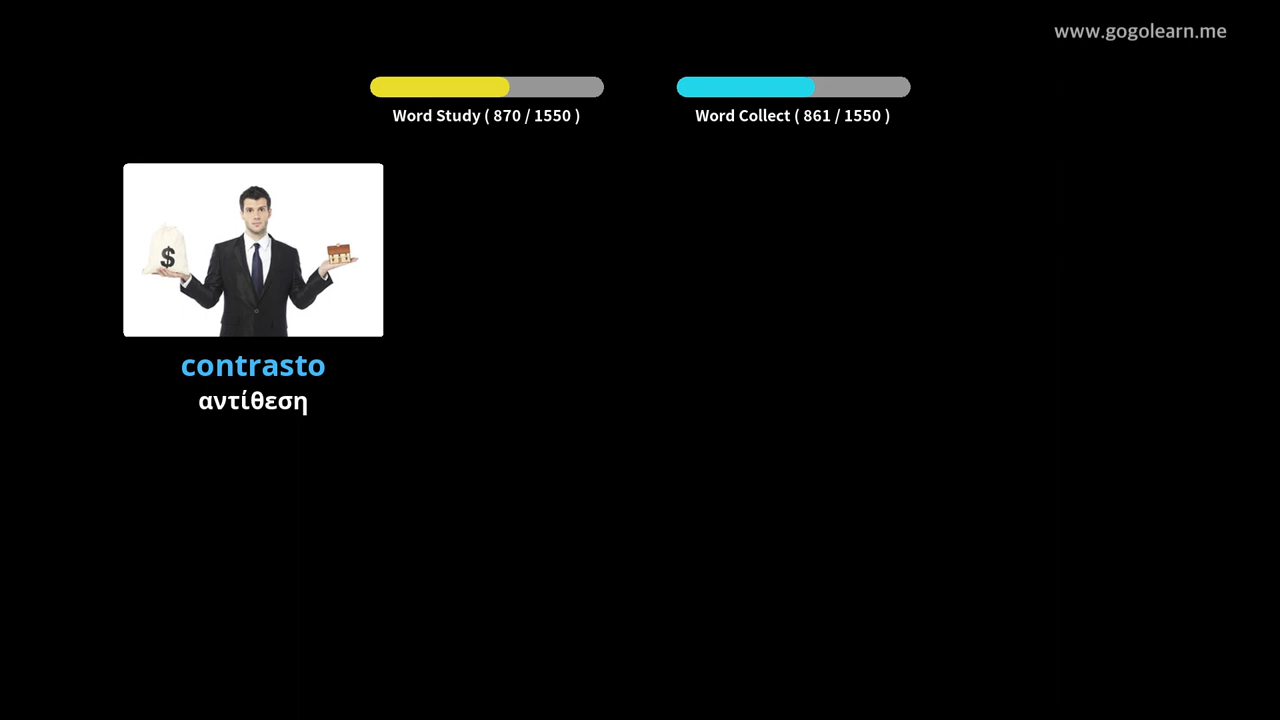 www.gogolearn.me
Word Study ( 870 / 1550 )
Word Collect ( 861 / 1550 )
$
contrasto
αντίθεση